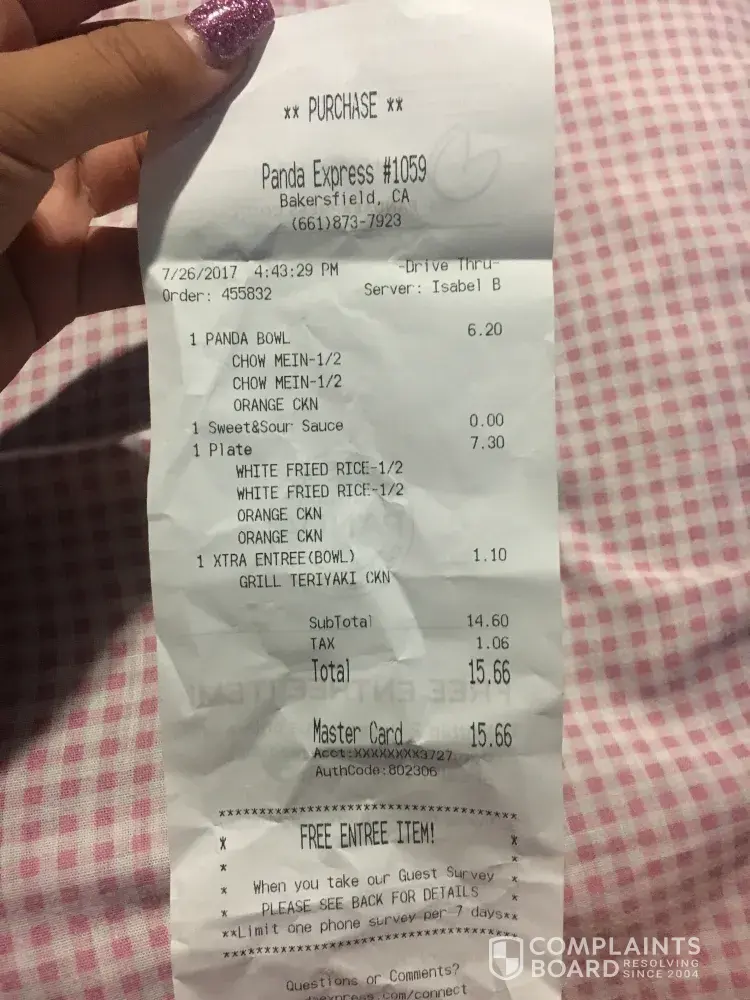 ** PURCHASE **
Panda Express #1059
Bakersfield, CA
(661)873-7923
7/26/2017 4:43:29 PM -Drive Thru-
Order: 455832 Server: Isabel B
1 PANDA BOWL 6.20
CHOW MEIN-1/2
CHOW MEIN-1/2
ORANGE CKN
1 Sweet&Sour Sauce 0.00
1 Plate 7.30
WHITE FRIED RICE-1/2
WHITE FRIED RICE-1/2
ORANGE CKN
ORANGE CKN
1 XTRA ENTREE(BOWL) 1.10
GRILL TERIYAKI CKN
SubTotal 14.60
TAX 1.06
Total 15.66
Master Card 15.66
Acct:XXXXXXXX3727
AuthCode:802306
****************************************
* FREE ENTREE ITEM! *
* *
* When you take our Guest Survey *
* PLEASE SEE BACK FOR DETAILS *
**Limit one phone survey per 7 days**
****************************************
Questions or Comments?
express.com/connect
COMPLAINTS
BOARD RESOLVING
SINCE 2004